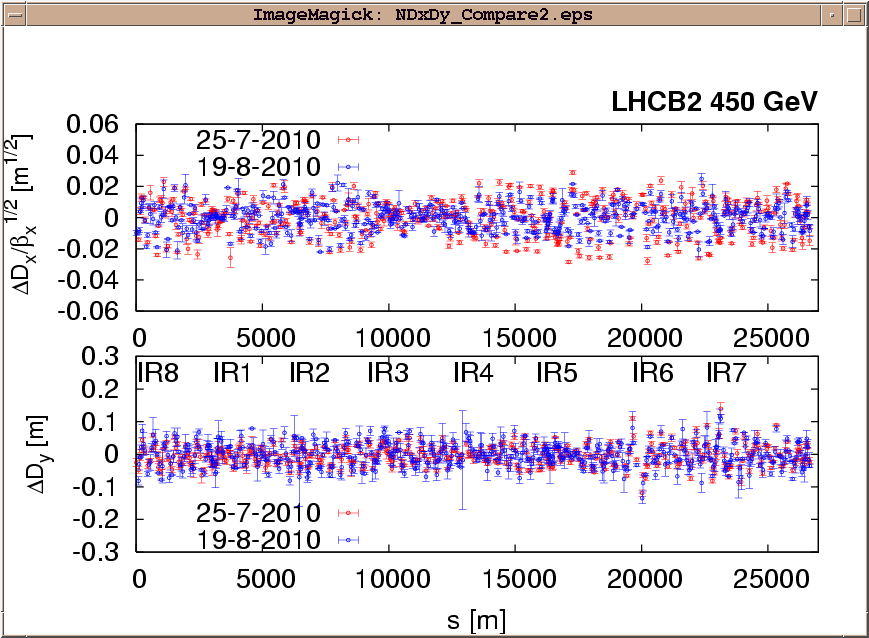 ImageMagick: NDxDy_Compare2.eps
LHCB2 450 GeV
ΔDx/βx^1/2 [m^1/2]
0.06
0.04
0.02
0
-0.02
-0.04
-0.06
25-7-2010
19-8-2010
0 5000 10000 15000 20000 25000
ΔDy [m]
0.3
0.2
0.1
0
-0.1
-0.2
-0.3
IR8 IR1 IR2 IR3 IR4 IR5 IR6 IR7
25-7-2010
19-8-2010
0 5000 10000 15000 20000 25000
s [m]